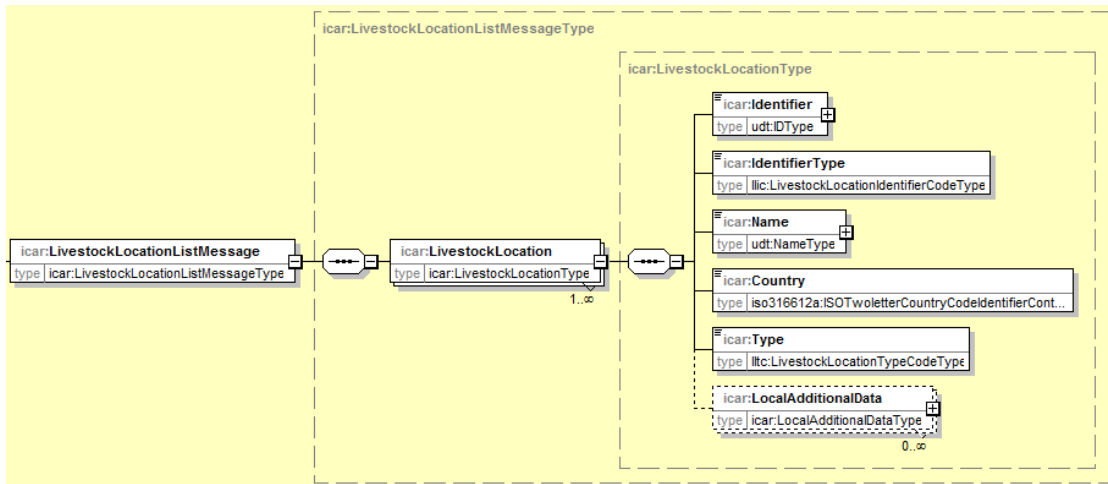 icar:LivestockLocationListMessageType
icar:LivestockLocationType
icar:Identifier
type udt:IDType
icar:IdentifierType
type llic:LivestockLocationIdentifierCodeType
icar:Name
type udt:NameType
icar:LivestockLocationListMessage
type icar:LivestockLocationListMessageType
icar:LivestockLocation
type icar:LivestockLocationType
1..∞
icar:Country
type iso316612a:ISOTwoletterCountryCodeIdentifierCont...
icar:Type
type lltc:LivestockLocationTypeCodeType
icar:LocalAdditionalData
type icar:LocalAdditionalDataType
0..∞